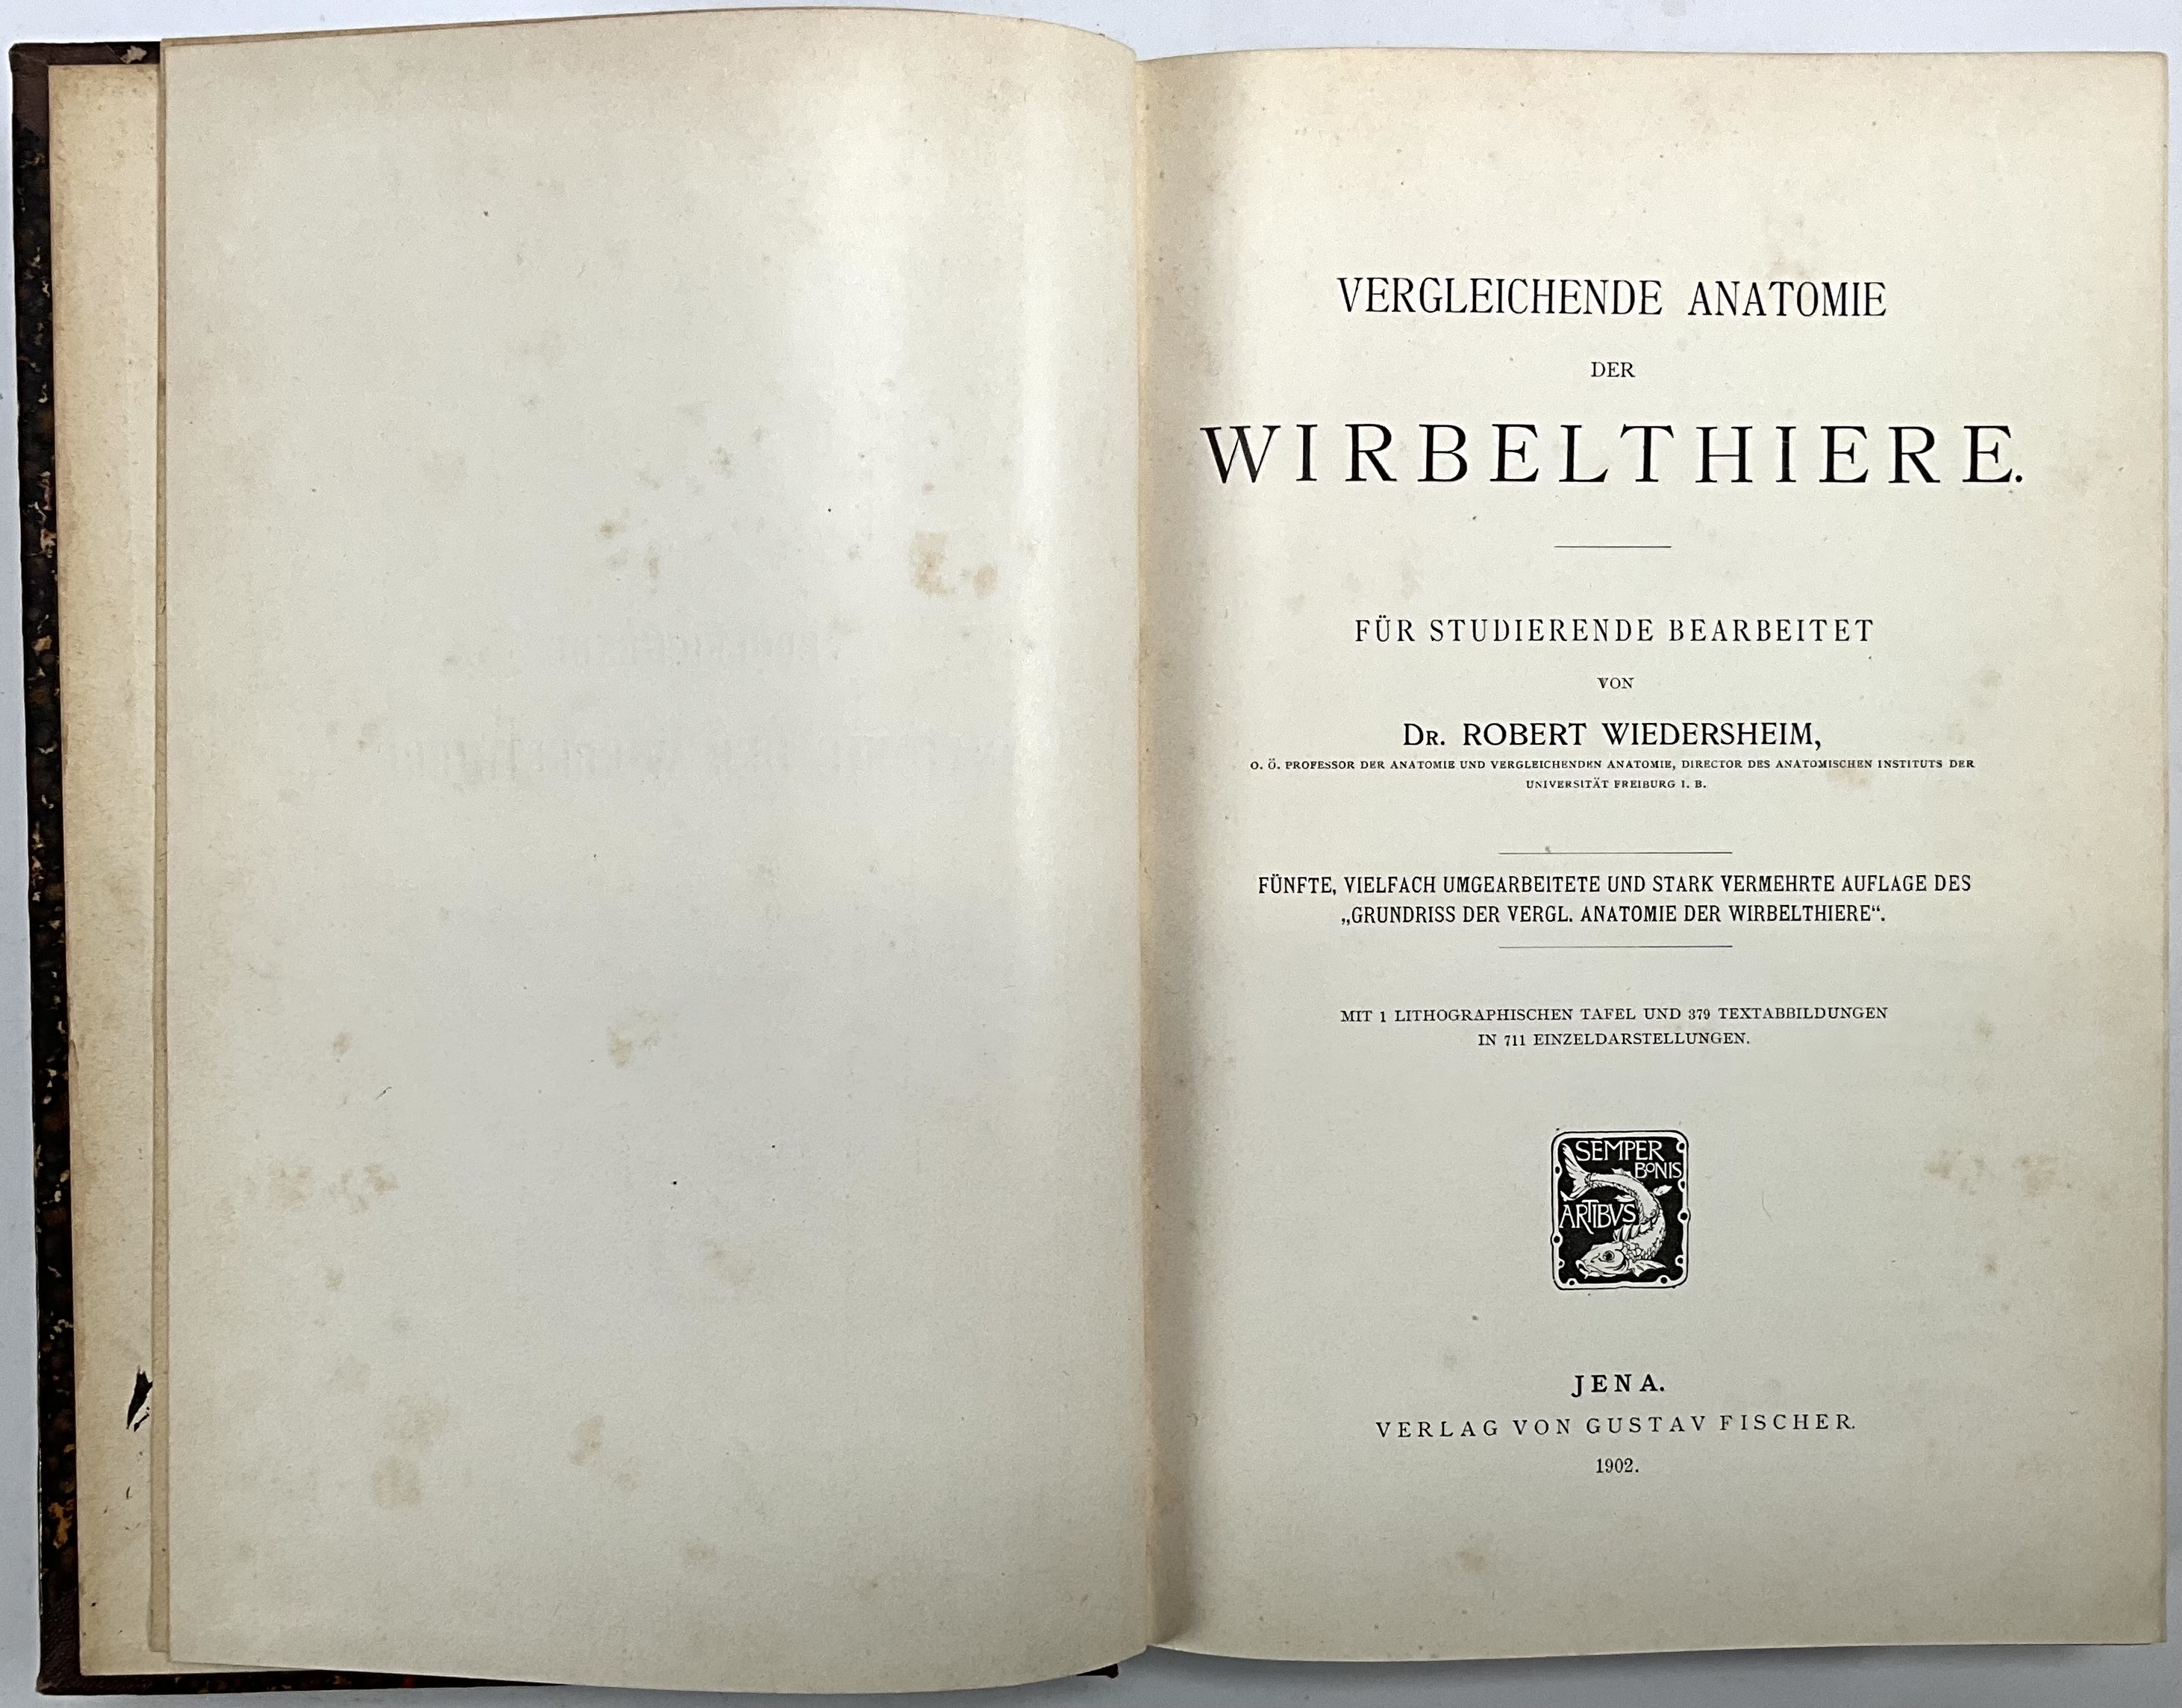 VERGLEICHENDE ANATOMIE
DER
WIRBELTHIERE.
FÜR STUDIERENDE BEARBEITET
VON
DR. ROBERT WIEDERSHEIM,
O. Ö. PROFESSOR DER ANATOMIE UND VERGLEICHENDEN ANATOMIE, DIRECTOR DES ANATOMISCHEN INSTITUTS DER
UNIVERSITÄT FREIBURG I. B.
FÜNFTE, VIELFACH UMGEARBEITETE UND STARK VERMEHRTE AUFLAGE DES
„GRUNDRISS DER VERGL. ANATOMIE DER WIRBELTHIERE“.
MIT 1 LITHOGRAPHISCHEN TAFEL UND 379 TEXTABBILDUNGEN
IN 711 EINZELDARSTELLUNGEN.
SEMPER
BONIS
ARTIBVS
JENA.
VERLAG VON GUSTAV FISCHER.
1902.